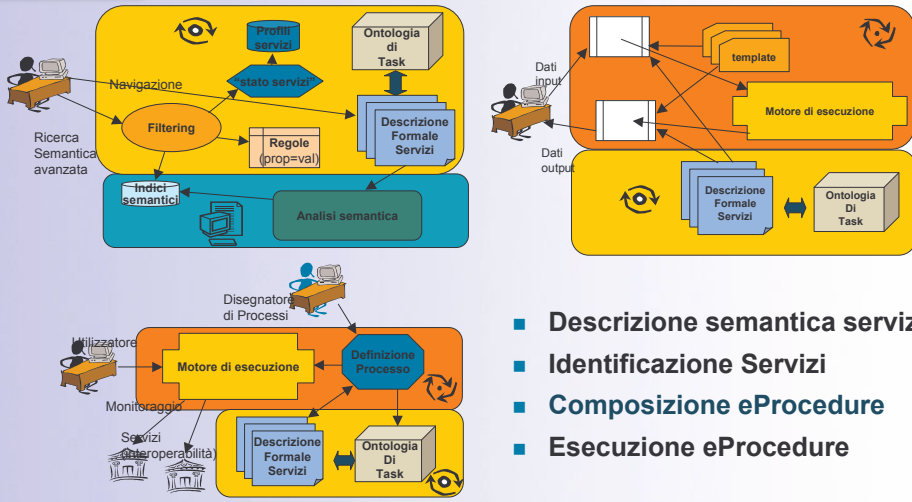 Profili
servizi
"stato servizi"
Ontologia
di
Task
Navigazione
Filtering
Regole
(prop=val)
Descrizione
Formale
Servizi
Ricerca
Semantica
avanzata
Indici
semantici
Analisi semantica
Dati
input
template
Motore di esecuzione
Dati
output
Descrizione
Formale
Servizi
Ontologia
Di
Task
Disegnatore
di Processi
Utilizzatore
Motore di esecuzione
Definizione
Processo
Monitoraggio
Servizi
(interoperabilità)
Descrizione
Formale
Servizi
Ontologia
Di
Task
Descrizione semantica serviz
Identificazione Servizi
Composizione eProcedure
Esecuzione eProcedure